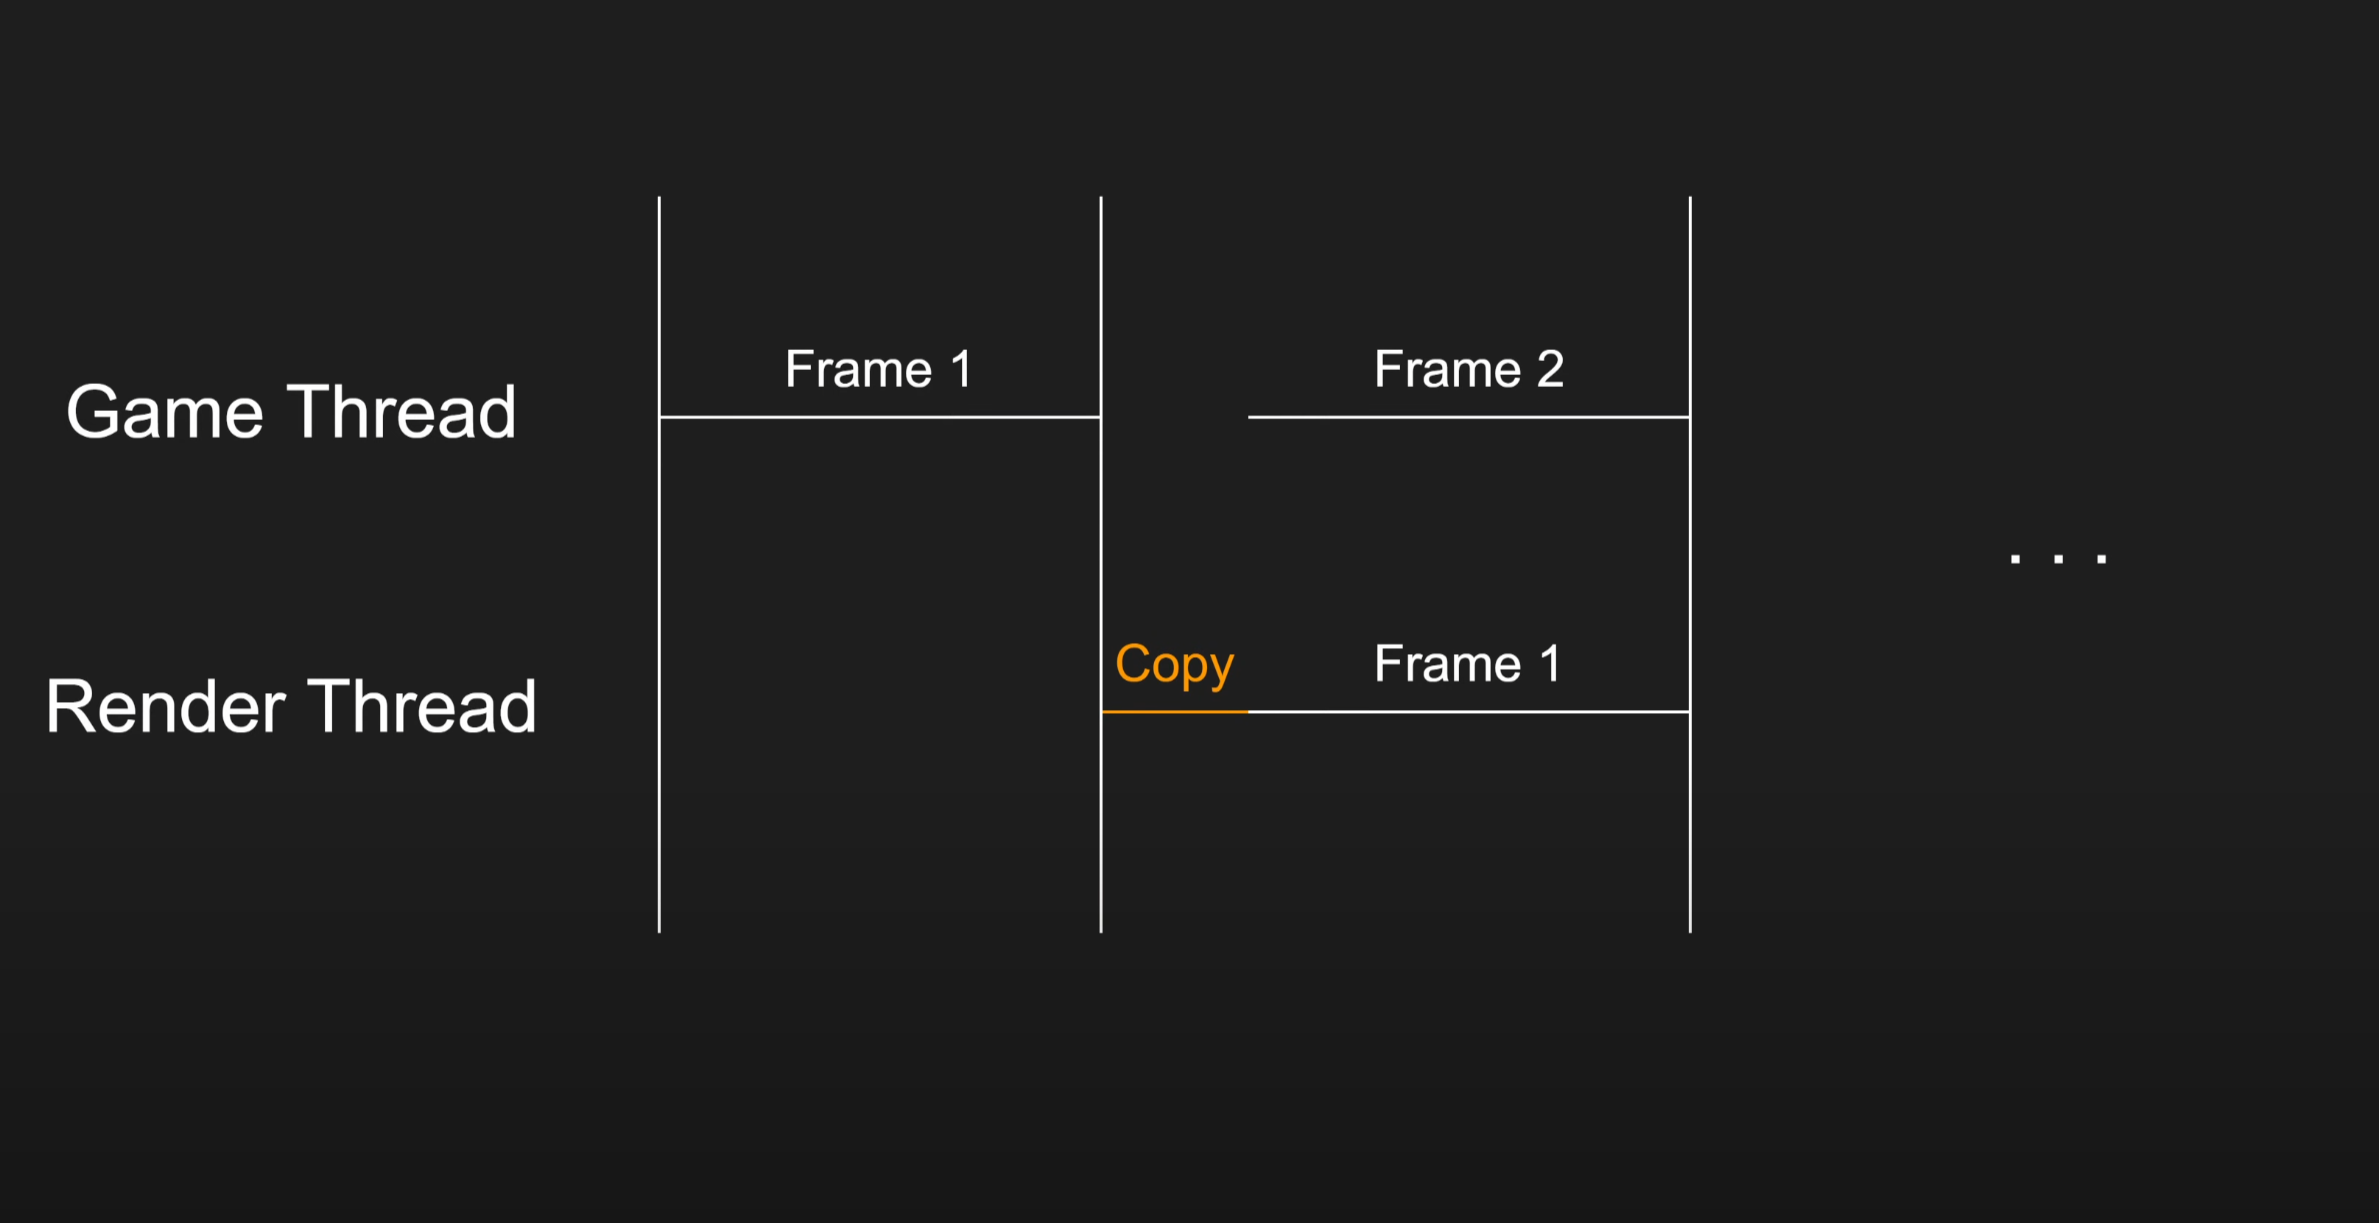 Frame 1
Frame 2
Game Thread
. . .
Copy
Frame 1
Render Thread